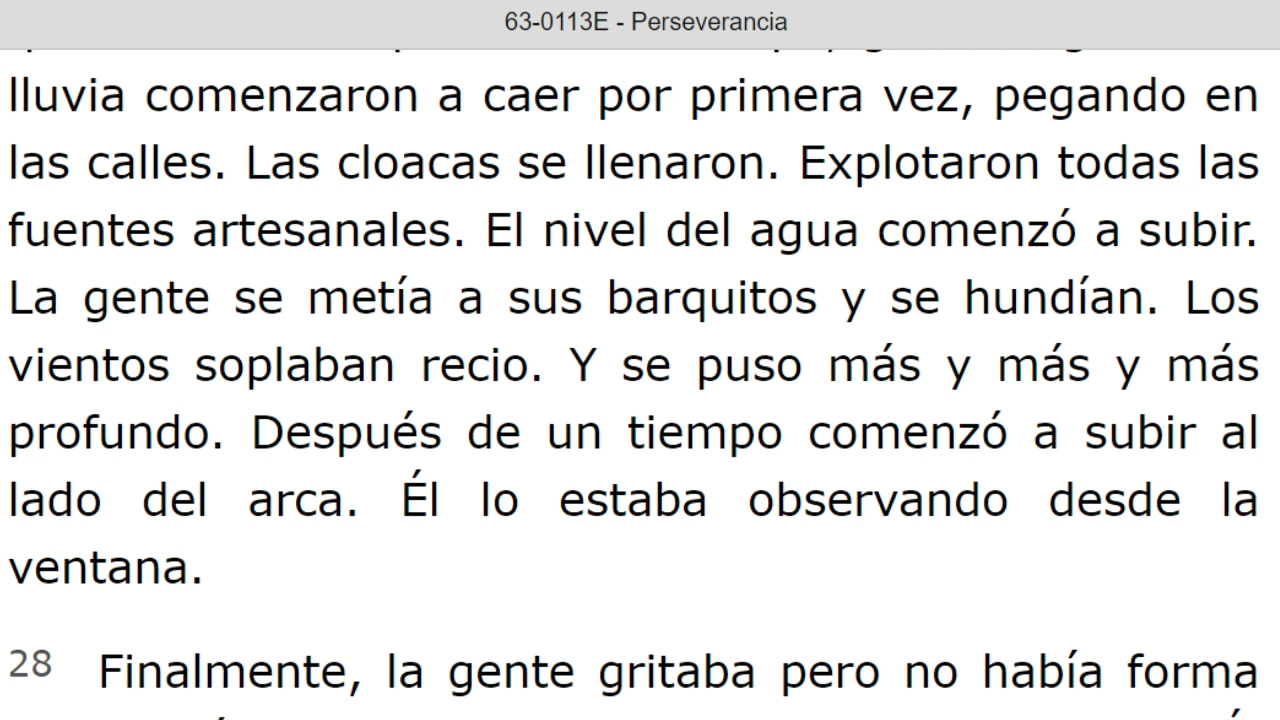 63-0113E - Perseverancia
lluvia comenzaron a caer por primera vez, pegando en
las calles. Las cloacas se llenaron. Explotaron todas las
fuentes artesanales. El nivel del agua comenzó a subir.
La gente se metía a sus barquitos y se hundían. Los
vientos soplaban recio. Y se puso más y más y más
profundo. Después de un tiempo comenzó a subir al
lado del arca. Él lo estaba observando desde la
ventana.
28 Finalmente, la gente gritaba pero no había forma